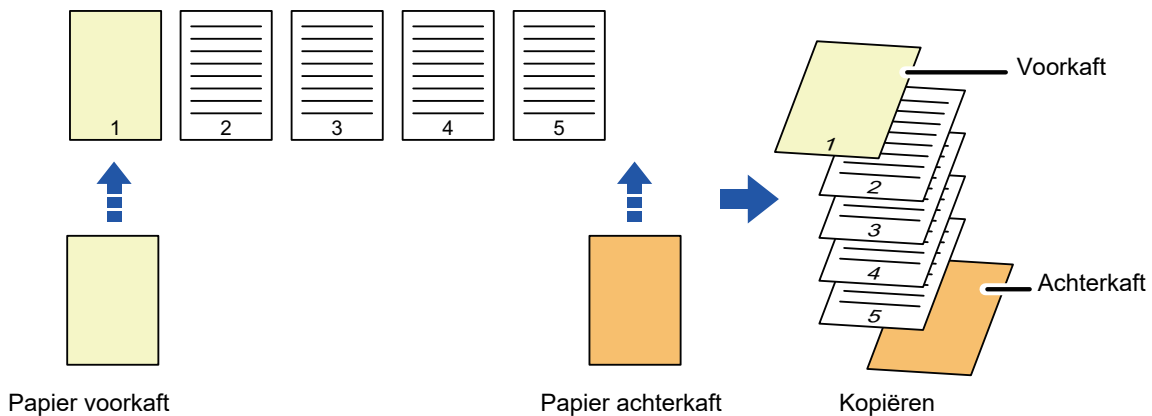 1 2 3 4 5
Voorkaft
1
2
3
4
5
Achterkaft
Papier voorkaft
Papier achterkaft
Kopiëren